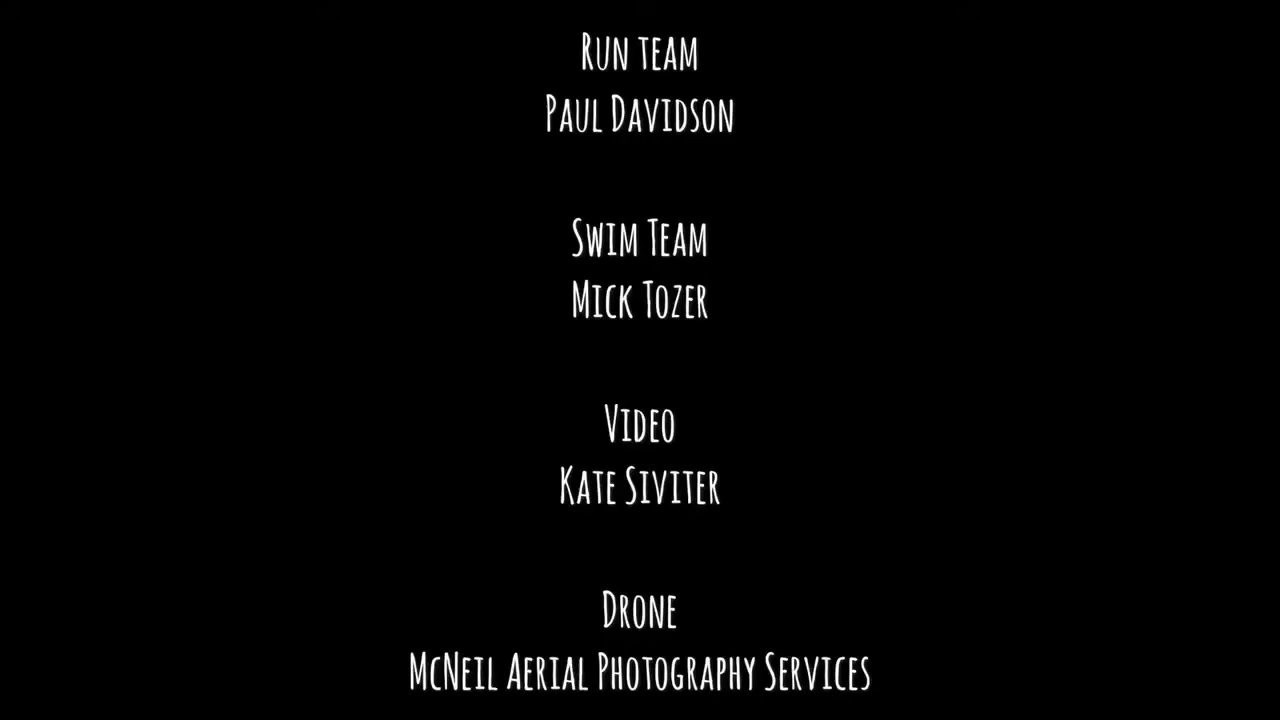 Run team
Paul Davidson
Swim Team
Mick Tozer
Video
Kate Siviter
Drone
McNeil Aerial Photography Services